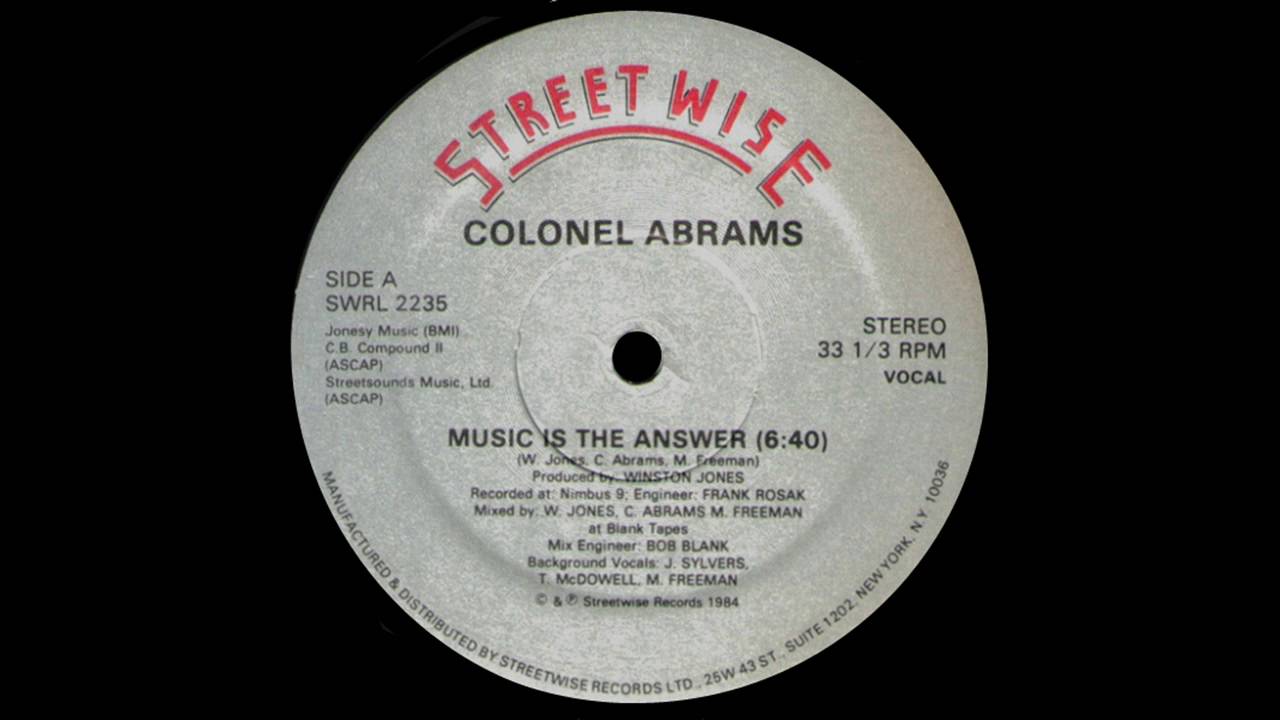 STREETWISE
COLONEL ABRAMS
SIDE A
SWRL 2235
Jonesy Music (BMI)
C.B. Compound II
(ASCAP)
Streetsounds Music, Ltd.
(ASCAP)
STEREO
33 1/3 RPM
VOCAL
MUSIC IS THE ANSWER (6:40)
(W. Jones, C. Abrams, M. Freeman)
Produced by: WINSTON JONES
Recorded at: Nimbus 9; Engineer: FRANK ROSAK
Mixed by: W. JONES, C. ABRAMS M. FREEMAN
at Blank Tapes
Mix Engineer: BOB BLANK
Background Vocals: J. SYLVERS,
T. McDOWELL, M. FREEMAN
© & ℗ Streetwise Records 1984
MANUFACTURED & DISTRIBUTED BY STREETWISE RECORDS LTD., 25W 43 ST., SUITE 1202, NEW YORK, N.Y. 10036